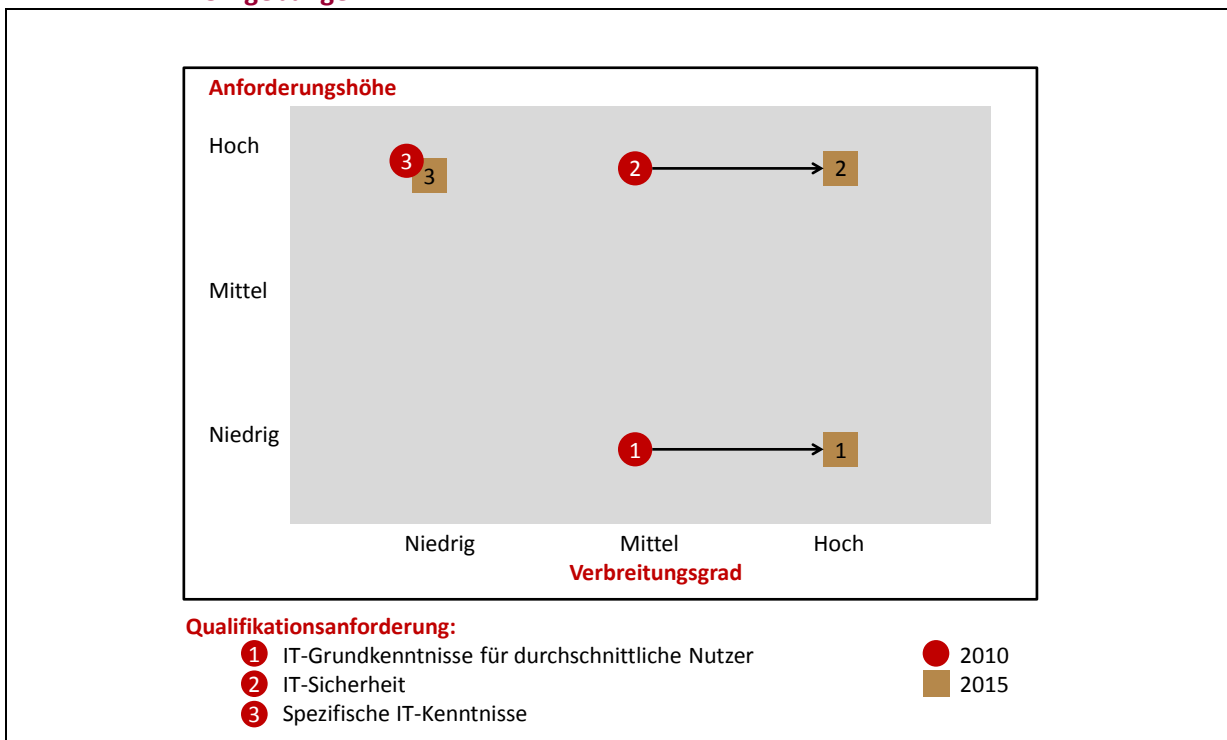 Anforderungshöhe
Hoch
3
3
2
2
Mittel
Niedrig
1
1
Niedrig Mittel Hoch
Verbreitungsgrad
Qualifikationsanforderung:
1 IT-Grundkenntnisse für durchschnittliche Nutzer
2010
2 IT-Sicherheit
2015
3 Spezifische IT-Kenntnisse